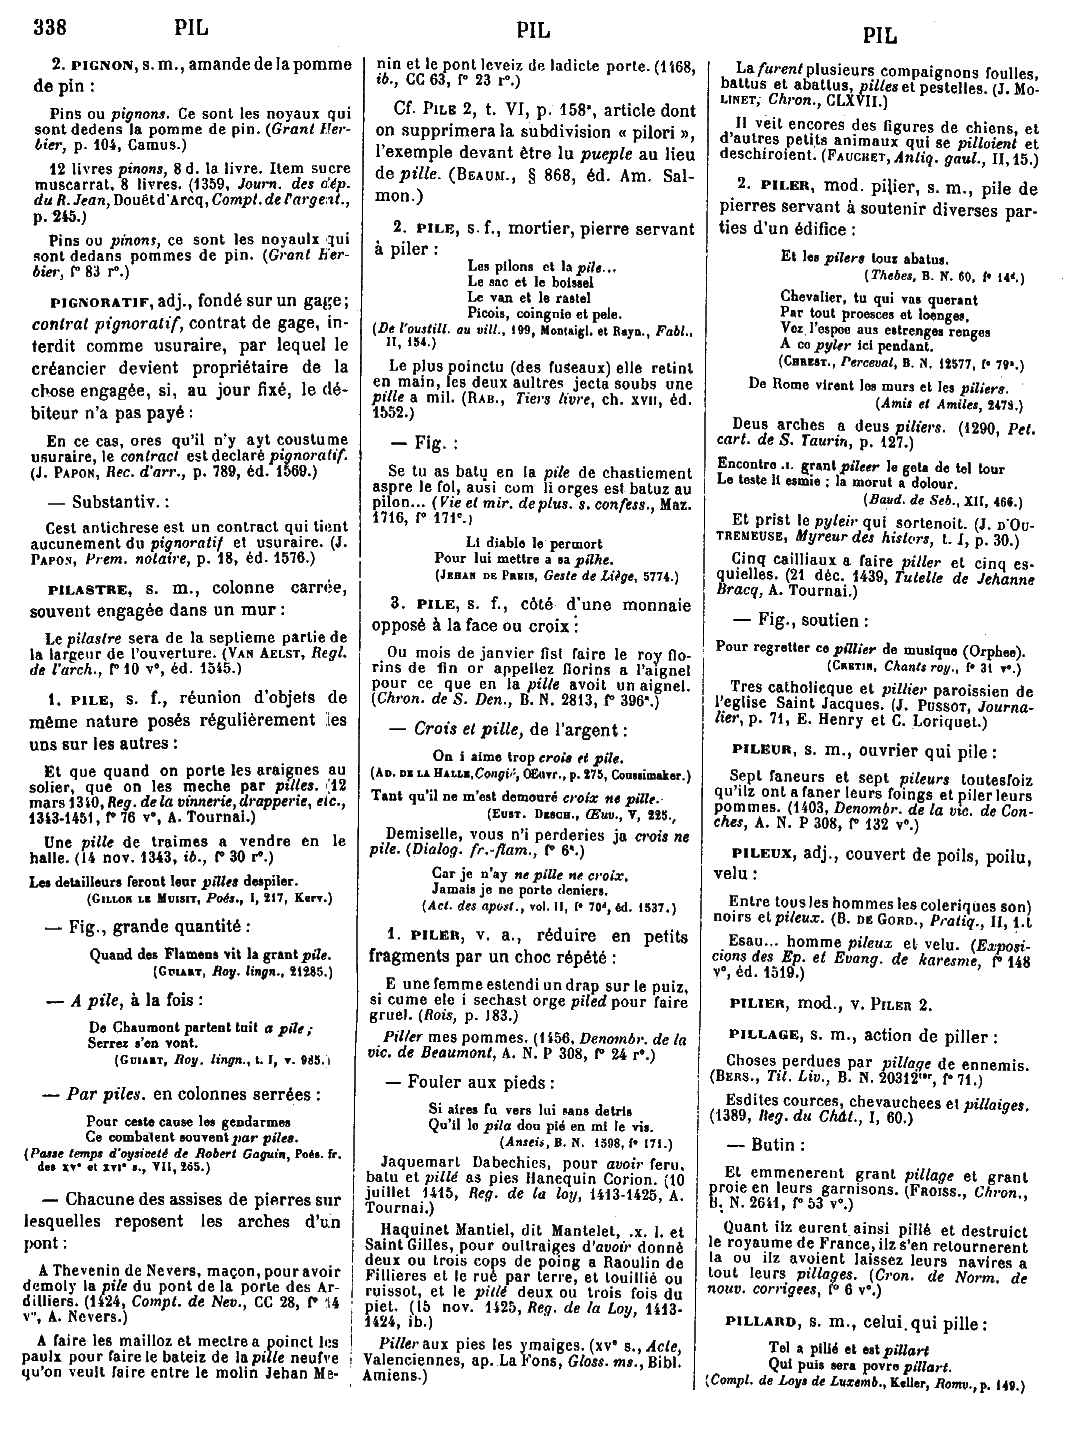 338 PIL PIL PIL
2. PIGNON, s. m., amande de la pomme
de pin :
Pins ou pignons. Ce sont les noyaux qui
sont dedens la pomme de pin. (Grant Her-
bier, p. 104, Camus.)
12 livres pinons, 8 d. la livre. Item sucre
muscarrat, 8 livres. (1359, Journ. des dép.
du R. Jean, Douët d'Arcq, Compt. de l'argent.,
p. 245.)
Pins ou pinons, ce sont les noyaulx qui
sont dedans pommes de pin. (Grant Her-
bier, f° 83 r°.)
PIGNORATIF, adj., fondé sur un gage;
contrat pignoratif, contrat de gage, in-
terdit comme usuraire, par lequel le
créancier devient propriétaire de la
chose engagée, si, au jour fixé, le dé-
biteur n'a pas payé :
En ce cas, ores qu'il n'y ayt coustume
usuraire, le contract est declaré pignoratif.
(J. PAPON, Rec. d'arr., p. 789, éd. 1569.)
— Substantiv. :
Cest antichrese est un contract qui tient
aucunement du pignoratif et usuraire. (J.
PAPON, Prem. notaire, p. 18, éd. 1576.)
PILASTRE, s. m., colonne carrée,
souvent engagée dans un mur :
Le pilastre sera de la septieme partie de
la largeur de l'ouverture. (VAN AELST, Regl.
de l'arch., f° 10 v°, éd. 1545.)
1. PILE, s. f., réunion d'objets de
même nature posés régulièrement les
uns sur les autres :
Et que quand on porte les araignes au
solier, que on les meche par pilles. (12
mars 1340, Reg. de la vinnerie, drapperie, etc.,
1343-1451, f° 76 v°, A. Tournai.)
Une pille de traimes a vendre en le
halle. (14 nov. 1343, ib., f° 30 r°.)
Les detailleurs feront leur pilles despiler.
(GILLON LE MUISIT, Poés., I, 217, Kerv.)
— Fig., grande quantité :
Quand des Flamens vit la grant pile.
(GUIART, Roy. lingn., 21285.)
— A pile, à la fois :
De Chaumont partent tuit a pile;
Serrez s'en vont.
(GUIART, Roy. lingn., t. I, v. 985.)
— Par piles. en colonnes serrées :
Pour ceste cause les gendarmes
Ce combatent souvent par piles.
(Passe temps d'oysiveté de Robert Gaguin, Poés. fr.
des XVe et XVIe s., VII, 265.)
— Chacune des assises de pierres sur
lesquelles reposent les arches d'un
pont :
A Thevenin de Nevers, maçon, pour avoir
demoly la pile du pont de la porte des Ar-
dilliers. (1424, Compt. de Nev., CC 28, f° 14
v°, A. Nevers.)
A faire les mailloz et mectre a poinct les
paulx pour faire le bateiz de la pille neufve
qu'on veult faire entre le molin Jehan Me-
nin et le pont leveiz de ladicte porte. (1468,
ib., CC 63, f° 23 r°.)
Cf. PILE 2, t. VI, p. 158ª, article dont
on supprimera la subdivision « pilori »,
l'exemple devant être lu pueple au lieu
de pille. (BEAUM., § 868, éd. Am. Sal-
mon.)
2. PILE, s. f., mortier, pierre servant
à piler :
Les pilons et la pile...
Le sac et le boissel
Le van et le rastel
Picois, coingnie et pele.
(De l'oustill. au vill., 199, Montaigl. et Rayn., Fabl.,
II, 154.)
Le plus poinctu (des fuseaux) elle retint
en main, les deux aultres jecta soubs une
pille a mil. (RAB., Tiers livre, ch. XVII, éd.
1552.)
— Fig. :
Se tu as batu en la pile de chastiement
aspre le fol, ausi com li orges est batuz au
pilon... (Vie et mir. de plus. s. confess., Maz.
1716, f° 171c.)
Li diable le permort
Pour lui mettre a sa pilhe.
(JEHAN DE PREIS, Geste de Liège, 5774.)
3. PILE, s. f., côté d'une monnaie
opposé à la face ou croix :
Ou mois de janvier fist faire le roy flo-
rins de fin or appellez florins a l'aignel
pour ce que en la pille avoit un aignel.
(Chron. de S. Den., B. N. 2813, f° 396ª.)
— Crois et pille, de l'argent :
On i aime trop crois et pile.
(AD. DE LA HALLE, Congié, Œuvr., p. 275, Coussimaker.)
Tant qu'il ne m'est demouré croix ne pille.
(EUST. DESCH., Œuv., V, 225.,
Demiselle, vous n'i perderies ja crois ne
pile. (Dialog. fr.-flam., f° 6ª.)
Car je n'ay ne pille ne croix,
Jamais je ne porte deniers.
(Act. des apost., vol. II, f° 70d, éd. 1537.)
1. PILER, v. a., réduire en petits
fragments par un choc répété :
E une femme estendi un drap sur le puiz,
si cume ele i sechast orge piled pour faire
gruel. (Rois, p. 183.)
Piller mes pommes. (1456, Denombr. de la
vic. de Beaumont, A. N. P 308, f° 24 r°.)
— Fouler aux pieds :
Si aires fu vers lui sans detris
Qu'il le pila dou pié en mi le vis.
(Anseis, B. N. 1598, f° 171.)
Jaquemart Dabechies, pour avoir feru,
batu et pillé as pies Hanequin Corion. (10
juillet 1415, Reg. de la loy, 1413-1425, A.
Tournai.)
Haquinet Mantiel, dit Mantelet, .x. l. et
Saint Gilles, pour oultraiges d'avoir donné
deux ou trois cops de poing a Raoulin de
Fillieres et le rué par terre, et touillié ou
ruissot, et le pillé deux ou trois fois du
piet. (15 nov. 1425, Reg. de la Loy, 1413-
1424, ib.)
Piller aux pies les ymaiges. (XVe s., Acte,
Valenciennes, ap. La Fons, Gloss. ms., Bibl.
Amiens.)
La furent plusieurs compaignons foulles,
battus et abattus, pilles et pestelles. (J. MO-
LINET, Chron., CLXVII.)
Il veit encores des figures de chiens, et
d'autres petits animaux qui se pilloient et
deschiroient. (FAUCHET, Antiq. gaul., II, 15.)
2. PILER, mod. pilier, s. m., pile de
pierres servant à soutenir diverses par-
ties d'un édifice :
Et les pilers touz abatus.
(Thebes, B. N. 60, f° 14d.)
Chevalier, tu qui vas querant
Par tout proesces et loenges,
Vez l'espee aus estrenges renges
A ce pyler ici pendant.
(CHREST., Perceval, B. N. 12577, f° 79ª.)
De Rome virent les murs et les piliers.
(Amis et Amiles, 2473.)
Deus arches a deus piliers. (1290, Pet.
cart. de S. Taurin, p. 127.)
Encontre .I. grant pileer le geta de tel tour
Le teste li esmie ; la morut a dolour.
(Baud. de Seb., XII, 466.)
Et prist le pyleir qui sortenoit. (J. D'OU-
TREMEUSE, Myreur des histors, t. I, p. 30.)
Cinq cailliaux a faire piller et cinq es-
quielles. (21 déc. 1439, Tutelle de Jehanne
Bracq, A. Tournai.)
— Fig., soutien :
Pour regretter ce pillier de musique (Orphee).
(CRETIN, Chants roy., f° 31 v°.)
Tres catholicque et pillier paroissien de
l'eglise Saint Jacques. (J. PUSSOT, Journa-
lier, p. 71, E. Henry et C. Loriquet.)
PILEUR, s. m., ouvrier qui pile :
Sept faneurs et sept pileurs toutesfoiz
qu'ilz ont a faner leurs foings et piler leurs
pommes. (1403, Denombr. de la vic. de Con-
ches, A. N. P 308, f° 132 v°.)
PILEUX, adj., couvert de poils, poilu,
velu :
Entre tous les hommes les coleriques son)
noirs et pileux. (B. DE GORD., Pratiq., II, 1.t
Esau... homme pileux et velu. (Exposi-
cions des Ep. et Evang. de karesme, f° 148
v°, éd. 1519.)
PILIER, mod., v. PILER 2.
PILLAGE, s. m., action de piller :
Choses perdues par pillage de ennemis.
(BERS., Tit. Liv., B. N. 20312ter, f° 71.)
Esdites cources, chevauchees et pillaiges.
(1389, Reg. du Chât., I, 60.)
— Butin :
Et emmenerent grant pillage et grant
proie en leurs garnisons. (FROISS., Chron.,
B. N. 2641, f° 53 v°.)
Quant ilz eurent ainsi pillé et destruict
le royaume de France, ilz s'en retournerent
la ou ilz avoient laissez leurs navires a
tout leurs pillages. (Cron. de Norm. de
nouv. corrigees, f° 6 v°.)
PILLARD, s. m., celui qui pille :
Tel a pillé et est pillart
Qui puis sera povre pillart.
(Compl. de Loys de Luxemb., Keller, Romv., p. 149.)